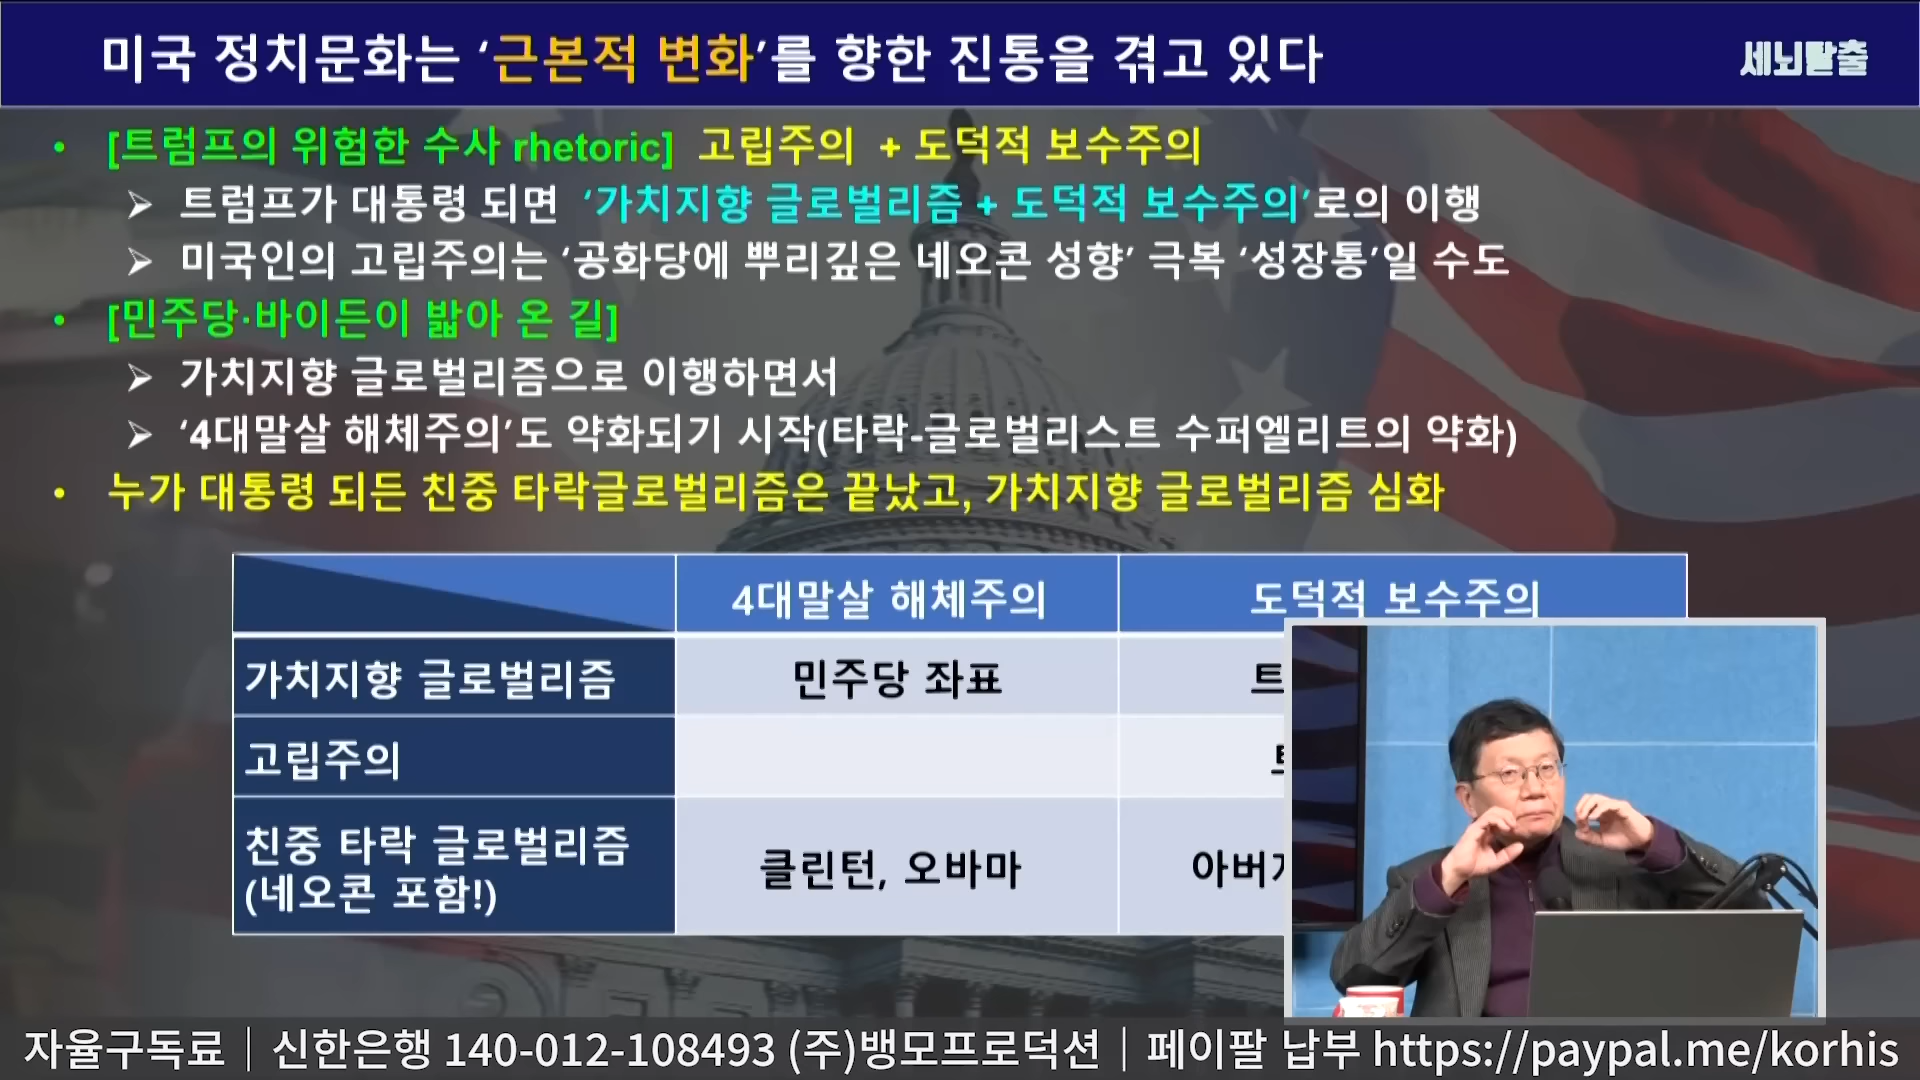 미국 정치문화는 ‘근본적 변화’를 향한 진통을 겪고 있다
세뇌탈출
• [트럼프의 위험한 수사 rhetoric] 고립주의 + 도덕적 보수주의
➢ 트럼프가 대통령 되면 ‘가치지향 글로벌리즘 + 도덕적 보수주의’로의 이행
➢ 미국인의 고립주의는 ‘공화당에 뿌리깊은 네오콘 성향’ 극복 ‘성장통’일 수도
• [민주당·바이든이 밟아 온 길]
➢ 가치지향 글로벌리즘으로 이행하면서
➢ ‘4대말살 해체주의’도 약화되기 시작(타락-글로벌리스트 수퍼엘리트의 약화)
• 누가 대통령 되든 친중 타락글로벌리즘은 끝났고, 가치지향 글로벌리즘 심화
4대말살 해체주의 도덕적 보수주의
가치지향 글로벌리즘 민주당 좌표 트
고립주의
친중 타락 글로벌리즘
(네오콘 포함!) 클린턴, 오바마 아버
자율구독료 | 신한은행 140-012-108493 (주)뱅모프로덕션 | 페이팔 납부 https://paypal.me/korhis